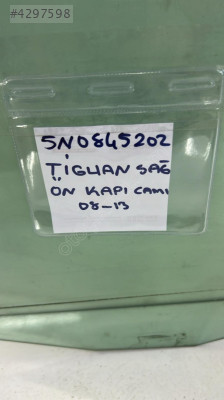 #4297598
5N0845202
TİGUAN SAĞ
ÖN KAPI CAMI
08-13